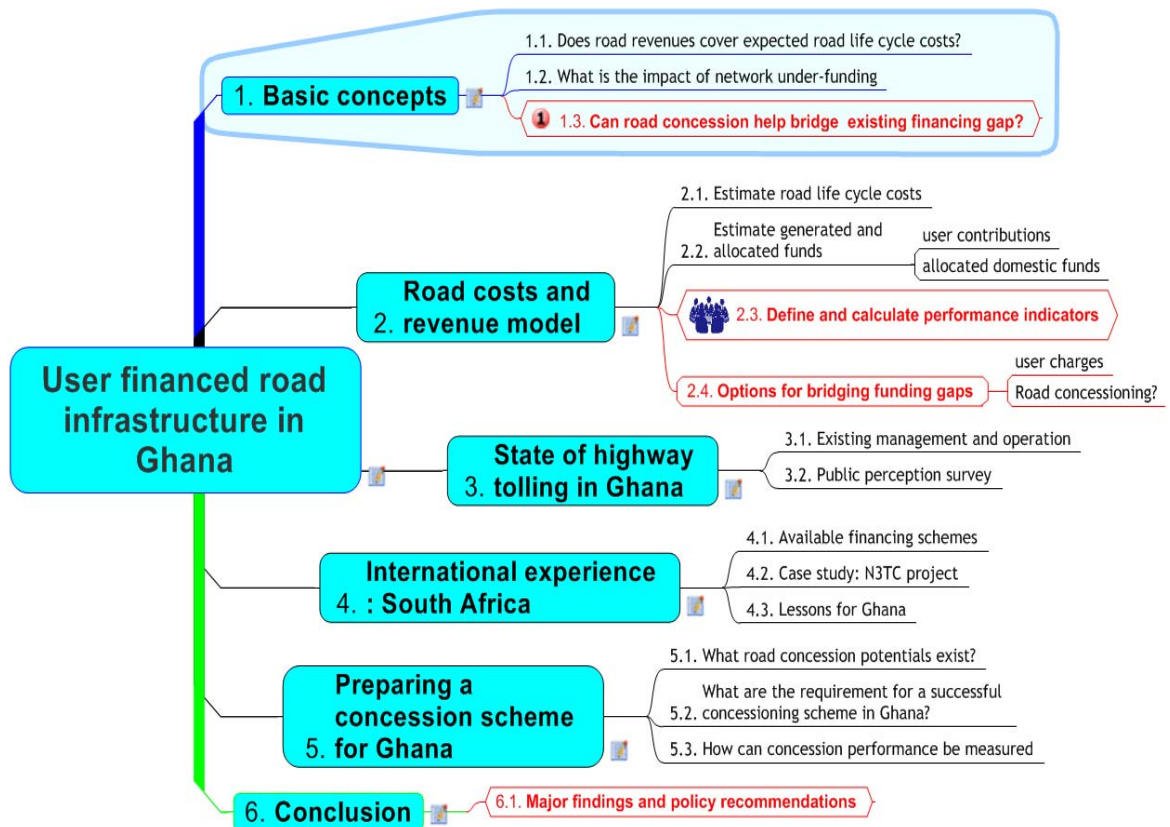 User financed road
infrastructure in
Ghana
1. Basic concepts
1.1. Does road revenues cover expected road life cycle costs?
1.2. What is the impact of network under-funding
1 1.3. Can road concession help bridge existing financing gap?
Road costs and
2. revenue model
2.1. Estimate road life cycle costs
Estimate generated and
2.2. allocated funds
user contributions
allocated domestic funds
2.3. Define and calculate performance indicators
2.4. Options for bridging funding gaps
user charges
Road concessioning?
State of highway
3. tolling in Ghana
3.1. Existing management and operation
3.2. Public perception survey
International experience
4. : South Africa
4.1. Available financing schemes
4.2. Case study: N3TC project
4.3. Lessons for Ghana
Preparing a
concession scheme
5. for Ghana
5.1. What road concession potentials exist?
What are the requirement for a successful
5.2. concessioning scheme in Ghana?
5.3. How can concession performance be measured
6. Conclusion
6.1. Major findings and policy recommendations